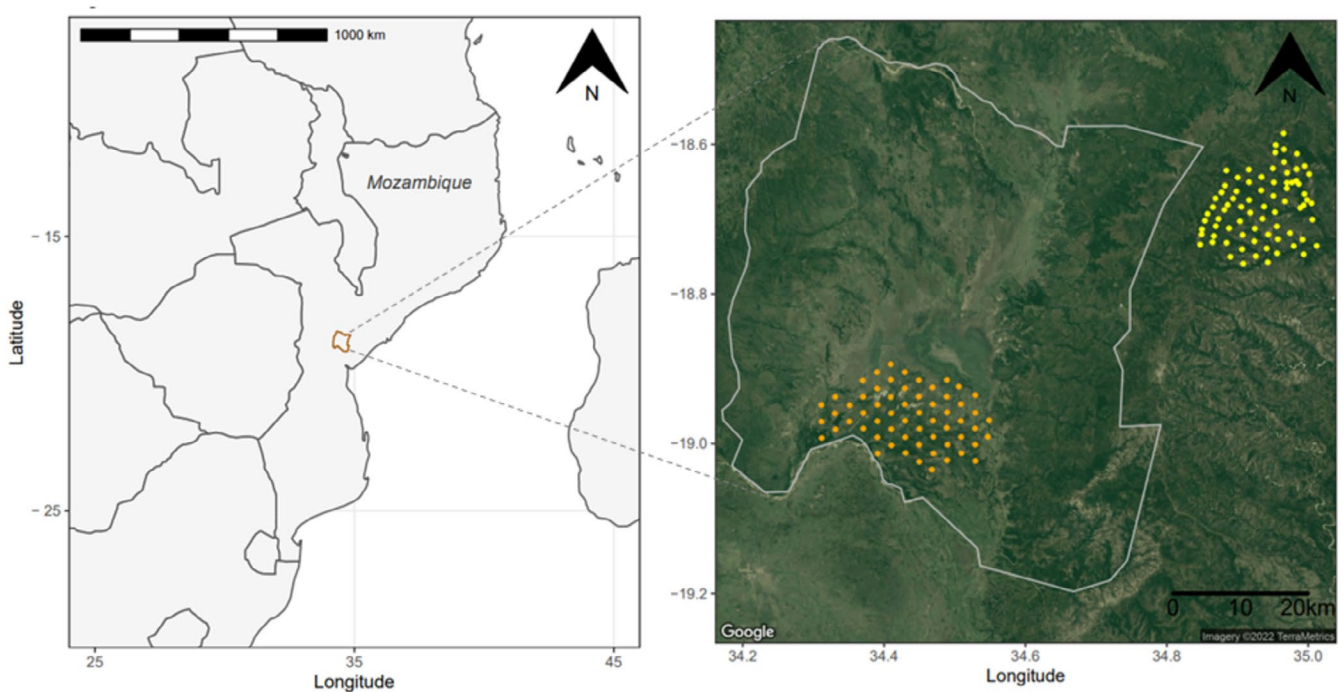 1000 km
N
Mozambique
−15
−25
Latitude
25
35
45
Longitude
N
−18.6
−18.8
−19.0
−19.2
0 10 20km
Google
Imagery ©2022 TerraMetrics
34.2
34.4
34.6
34.8
35.0
Longitude